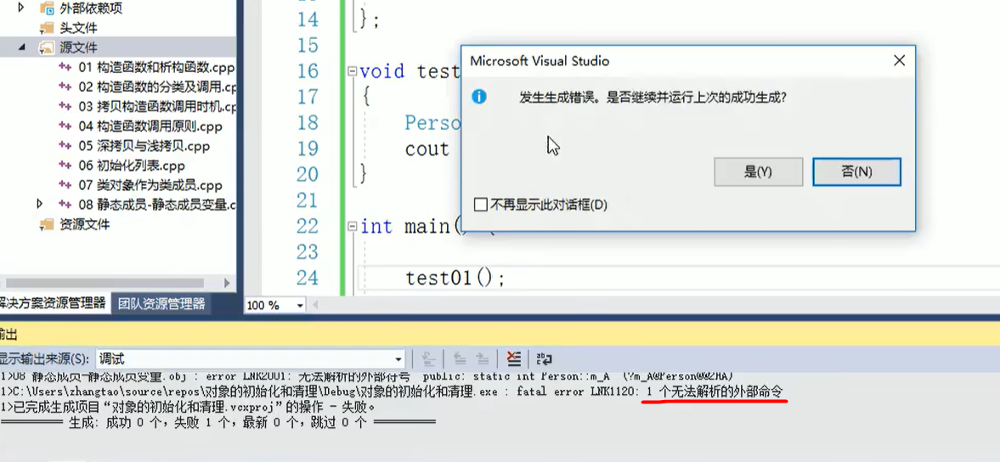 外部依赖项
头文件
源文件
01 构造函数和析构函数.cpp
02 构造函数的分类及调用.cp
03 拷贝构造函数调用时机.c
04 构造函数调用原则.cpp
05 深拷贝与浅拷贝.cpp
06 初始化列表.cpp
07 类对象作为类成员.cpp
08 静态成员-静态成员变量.c
资源文件
解决方案资源管理器 团队资源管理器
14 };
15
16 void test
17 {
18 Perso
19 cout
20 }
21
22 int main()
23
24 test01();
100 %
Microsoft Visual Studio
发生生成错误。是否继续并运行上次的成功生成?
是(Y) 否(N)
不再显示此对话框(D)
输出
显示输出来源(S): 调试
1>08 静态成员-静态成员变量.obj : error LNK2001: 无法解析的外部符号 "public: static int Person::m_A" (?m_A@Person@@2HA)
1>C:\Users\zhangtao\source\repos\对象的初始化和清理\Debug\对象的初始化和清理.exe : fatal error LNK1120: 1 个无法解析的外部命令
1>已完成生成项目“对象的初始化和清理.vcxproj”的操作 - 失败。
========== 生成: 成功 0 个，失败 1 个，最新 0 个，跳过 0 个 ==========